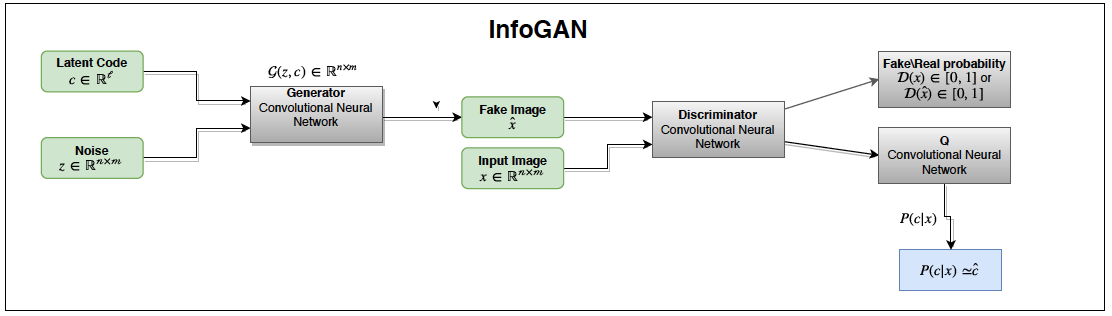 InfoGAN
Latent Code
c ∈ ℝ^ℓ
Noise
z ∈ ℝ^{n×m}
𝒢(z, c) ∈ ℝ^{n×m}
Generator
Convolutional Neural
Network
Fake Image
x̂
Input Image
x ∈ ℝ^{n×m}
Discriminator
Convolutional Neural
Network
Fake\Real probability
𝒟(x) ∈ [0, 1] or
𝒟(x̂) ∈ [0, 1]
Q
Convolutional Neural
Network
P(c|x)
P(c|x) ≃ĉ